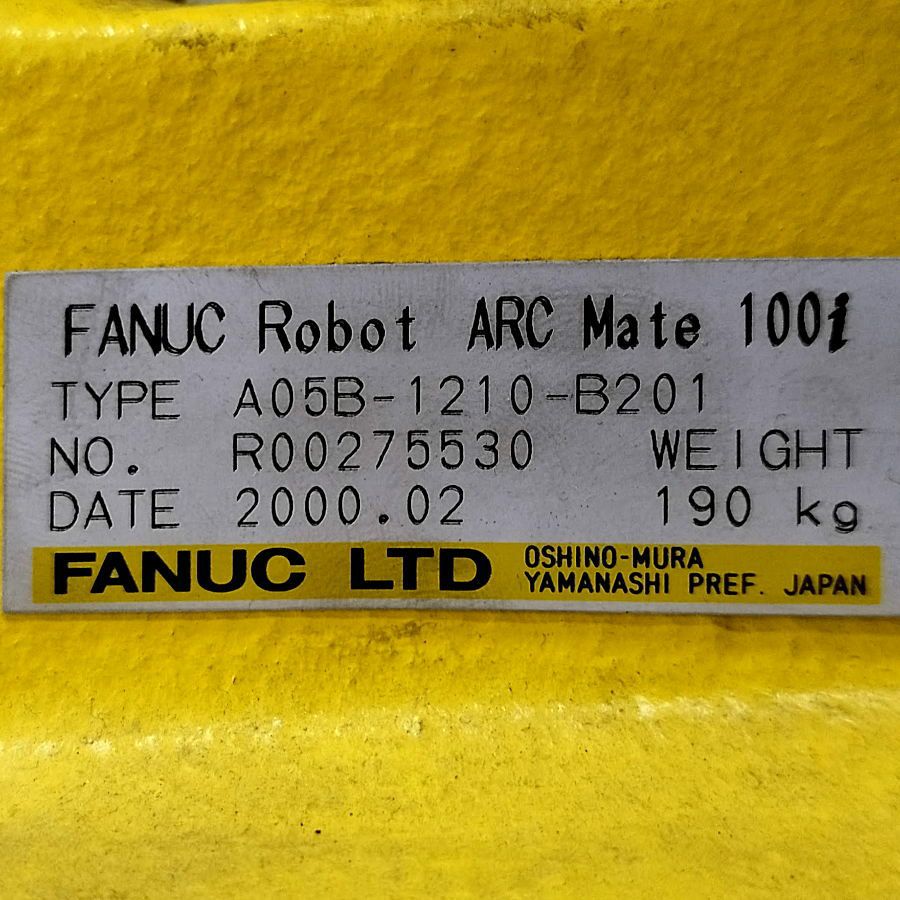 FANUC Robot ARC Mate 100i
TYPE A05B-1210-B201
NO. R00275530 WEIGHT
DATE 2000.02 190 kg
FANUC LTD OSHINO-MURA
YAMANASHI PREF. JAPAN